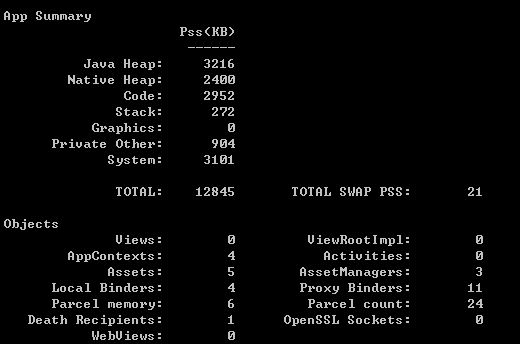 App Summary
Pss(KB)
------
Java Heap: 3216
Native Heap: 2400
Code: 2952
Stack: 272
Graphics: 0
Private Other: 904
System: 3101
TOTAL: 12845 TOTAL SWAP PSS: 21
Objects
Views: 0 ViewRootImpl: 0
AppContexts: 4 Activities: 0
Assets: 5 AssetManagers: 3
Local Binders: 4 Proxy Binders: 11
Parcel memory: 6 Parcel count: 24
Death Recipients: 1 OpenSSL Sockets: 0
WebViews: 0